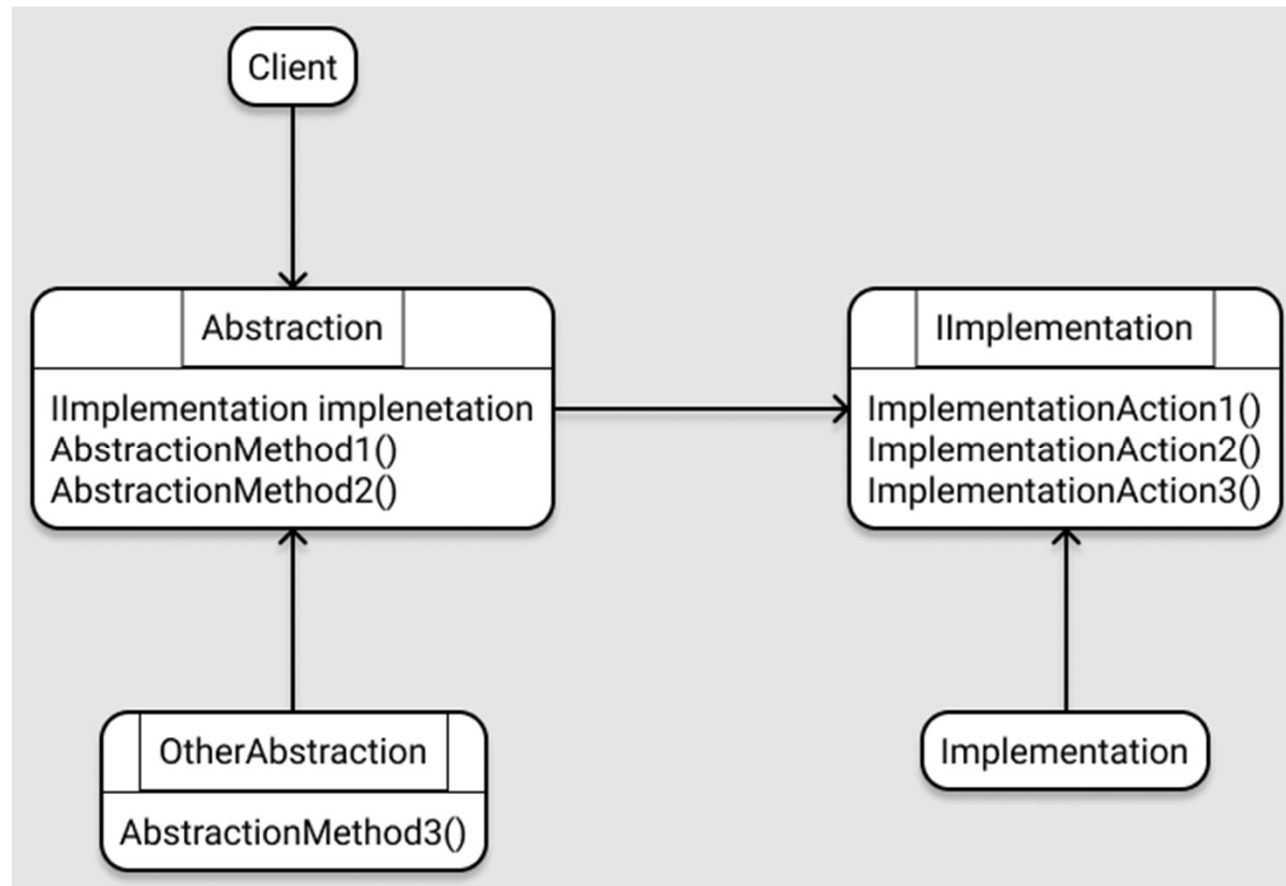 Client
Abstraction
IImplementation implenetation
AbstractionMethod1()
AbstractionMethod2()
IImplementation
ImplementationAction1()
ImplementationAction2()
ImplementationAction3()
OtherAbstraction
AbstractionMethod3()
Implementation